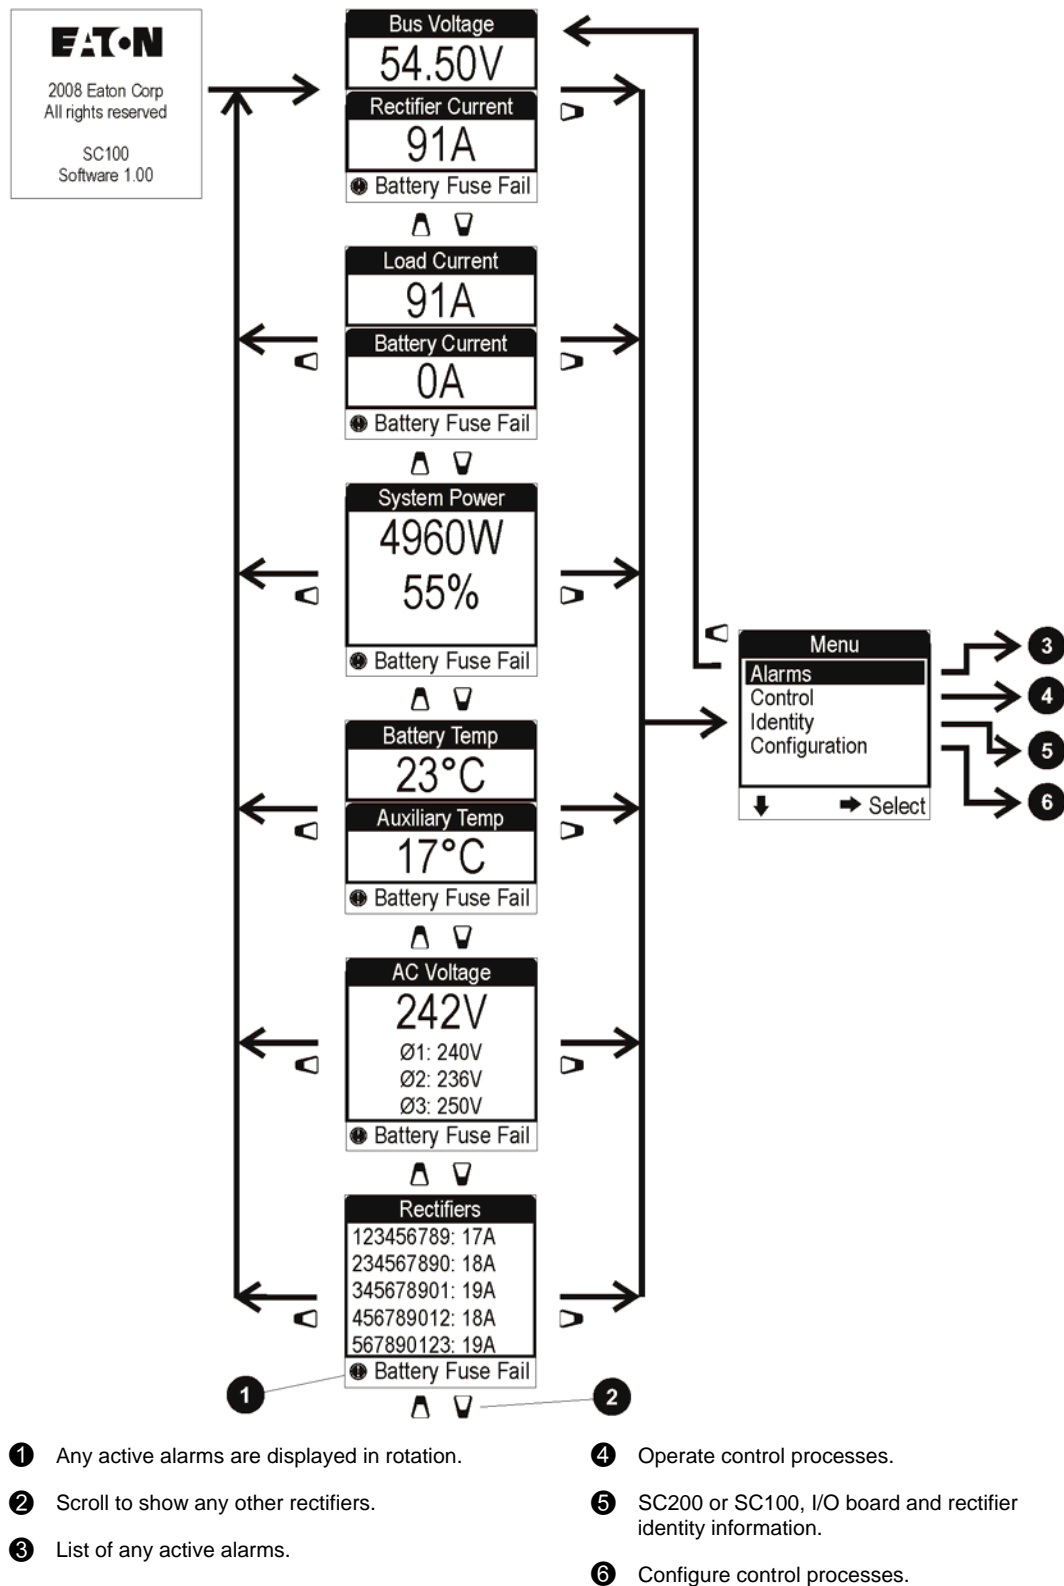 EATON
2008 Eaton Corp
All rights reserved
SC100
Software 1.00
Bus Voltage
54.50V
Rectifier Current
91A
Battery Fuse Fail
Load Current
91A
Battery Current
0A
Battery Fuse Fail
System Power
4960W
55%
Battery Fuse Fail
Battery Temp
23°C
Auxiliary Temp
17°C
Battery Fuse Fail
AC Voltage
242V
Ø1: 240V
Ø2: 236V
Ø3: 250V
Battery Fuse Fail
Rectifiers
123456789: 17A
234567890: 18A
345678901: 19A
456789012: 18A
567890123: 19A
Battery Fuse Fail
1
2
Menu
Alarms
Control
Identity
Configuration
Select
3
4
5
6
1 Any active alarms are displayed in rotation.
2 Scroll to show any other rectifiers.
3 List of any active alarms.
4 Operate control processes.
5 SC200 or SC100, I/O board and rectifier
identity information.
6 Configure control processes.